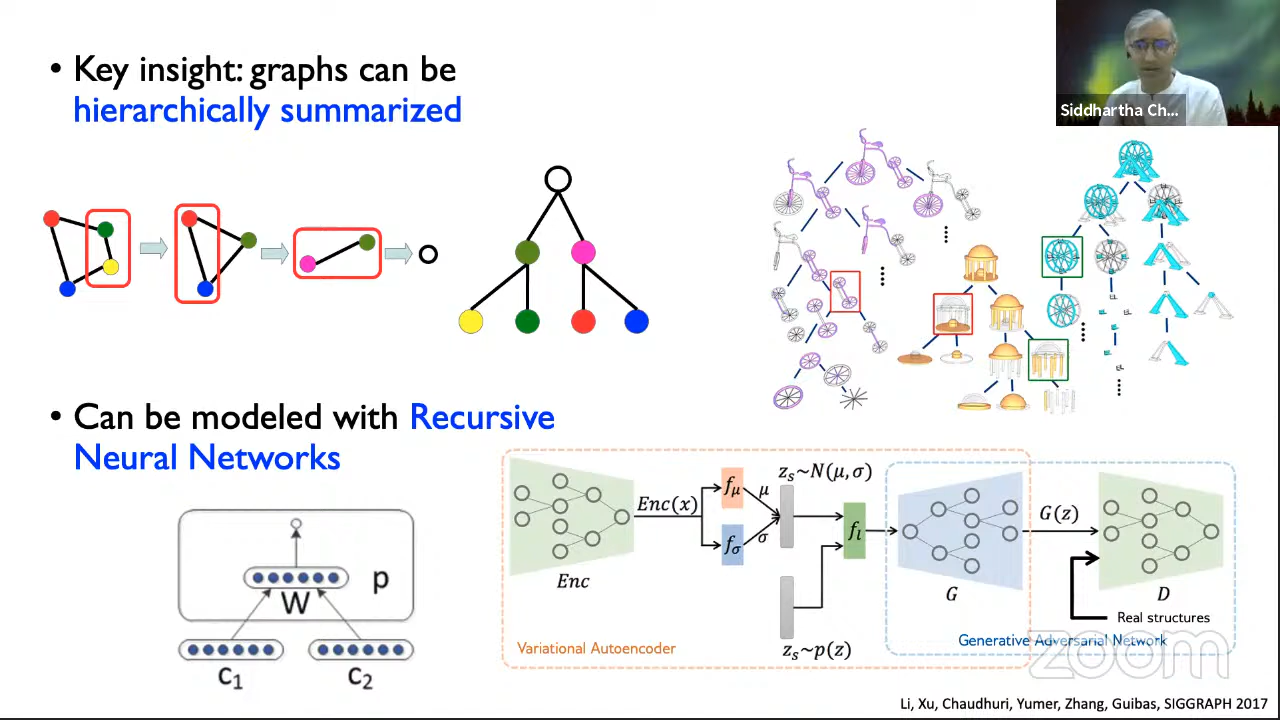 • Key insight: graphs can be
hierarchically summarized
Siddhartha Ch...
• Can be modeled with Recursive
Neural Networks
p
W
c₁
c₂
Enc
Enc(x)
fμ
μ
fσ
σ
zₛ~N(μ,σ)
fₗ
zₛ~p(z)
G
G(z)
D
Real structures
Variational Autoencoder
Generative Adversarial Network
zoom
Li, Xu, Chaudhuri, Yumer, Zhang, Guibas, SIGGRAPH 2017